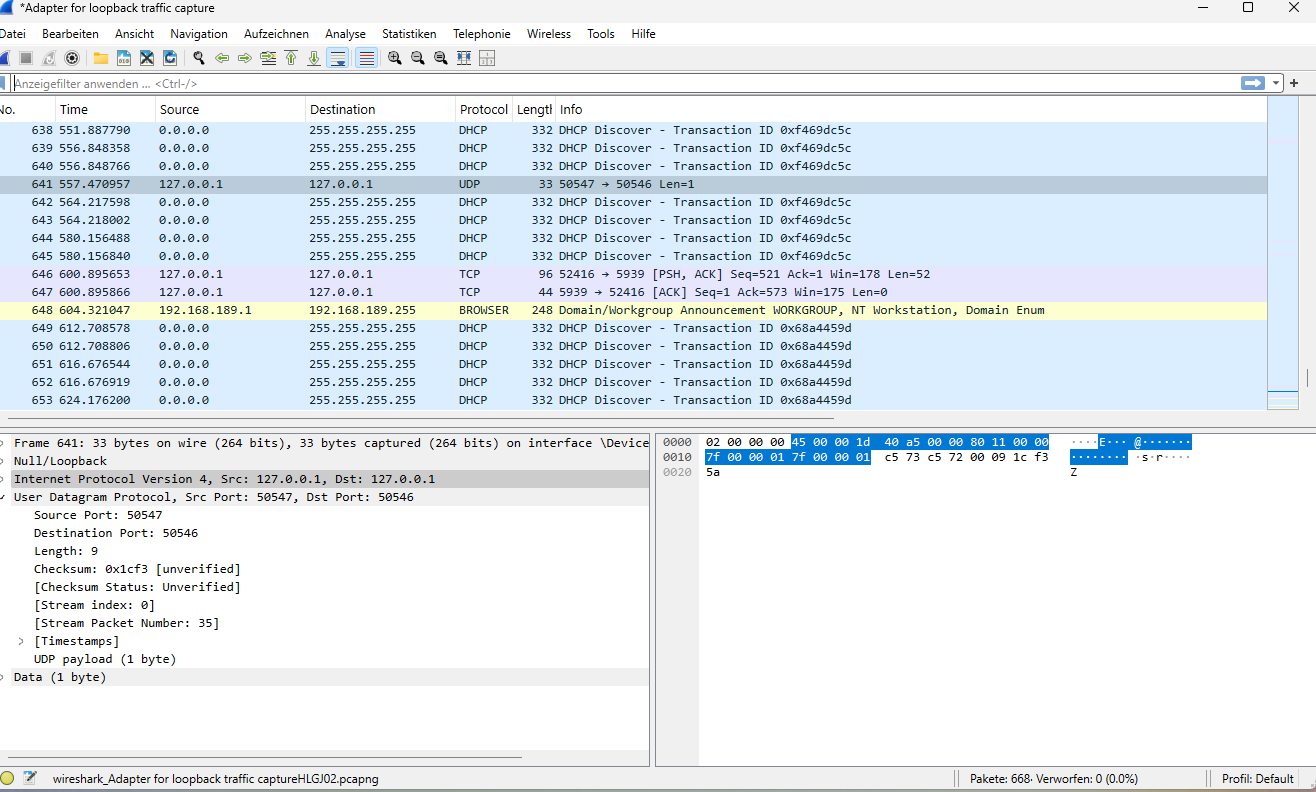 *Adapter for loopback traffic capture
Datei Bearbeiten Ansicht Navigation Aufzeichnen Analyse Statistiken Telephonie Wireless Tools Hilfe
Anzeigefilter anwenden ... <Ctrl-/>
No. Time Source Destination Protocol Length Info
638 551.887790 0.0.0.0 255.255.255.255 DHCP 332 DHCP Discover - Transaction ID 0xf469dc5c
639 556.848358 0.0.0.0 255.255.255.255 DHCP 332 DHCP Discover - Transaction ID 0xf469dc5c
640 556.848766 0.0.0.0 255.255.255.255 DHCP 332 DHCP Discover - Transaction ID 0xf469dc5c
641 557.470957 127.0.0.1 127.0.0.1 UDP 33 50547 → 50546 Len=1
642 564.217598 0.0.0.0 255.255.255.255 DHCP 332 DHCP Discover - Transaction ID 0xf469dc5c
643 564.218002 0.0.0.0 255.255.255.255 DHCP 332 DHCP Discover - Transaction ID 0xf469dc5c
644 580.156488 0.0.0.0 255.255.255.255 DHCP 332 DHCP Discover - Transaction ID 0xf469dc5c
645 580.156840 0.0.0.0 255.255.255.255 DHCP 332 DHCP Discover - Transaction ID 0xf469dc5c
646 600.895653 127.0.0.1 127.0.0.1 TCP 96 52416 → 5939 [PSH, ACK] Seq=521 Ack=1 Win=178 Len=52
647 600.895866 127.0.0.1 127.0.0.1 TCP 44 5939 → 52416 [ACK] Seq=1 Ack=573 Win=175 Len=0
648 604.321047 192.168.189.1 192.168.189.255 BROWSER 248 Domain/Workgroup Announcement WORKGROUP, NT Workstation, Domain Enum
649 612.708578 0.0.0.0 255.255.255.255 DHCP 332 DHCP Discover - Transaction ID 0x68a4459d
650 612.708806 0.0.0.0 255.255.255.255 DHCP 332 DHCP Discover - Transaction ID 0x68a4459d
651 616.676544 0.0.0.0 255.255.255.255 DHCP 332 DHCP Discover - Transaction ID 0x68a4459d
652 616.676919 0.0.0.0 255.255.255.255 DHCP 332 DHCP Discover - Transaction ID 0x68a4459d
653 624.176200 0.0.0.0 255.255.255.255 DHCP 332 DHCP Discover - Transaction ID 0x68a4459d
Frame 641: 33 bytes on wire (264 bits), 33 bytes captured (264 bits) on interface \Device
Null/Loopback
Internet Protocol Version 4, Src: 127.0.0.1, Dst: 127.0.0.1
User Datagram Protocol, Src Port: 50547, Dst Port: 50546
Source Port: 50547
Destination Port: 50546
Length: 9
Checksum: 0x1cf3 [unverified]
[Checksum Status: Unverified]
[Stream index: 0]
[Stream Packet Number: 35]
[Timestamps]
UDP payload (1 byte)
Data (1 byte)
0000 02 00 00 00 45 00 00 1d 40 a5 00 00 80 11 00 00 ····E··· @·······
0010 7f 00 00 01 7f 00 00 01 c5 73 c5 72 00 09 1c f3 ········ ·s·r····
0020 5a Z
wireshark_Adapter for loopback traffic captureHLGJ02.pcapng
Pakete: 668· Verworfen: 0 (0.0%)
Profil: Default